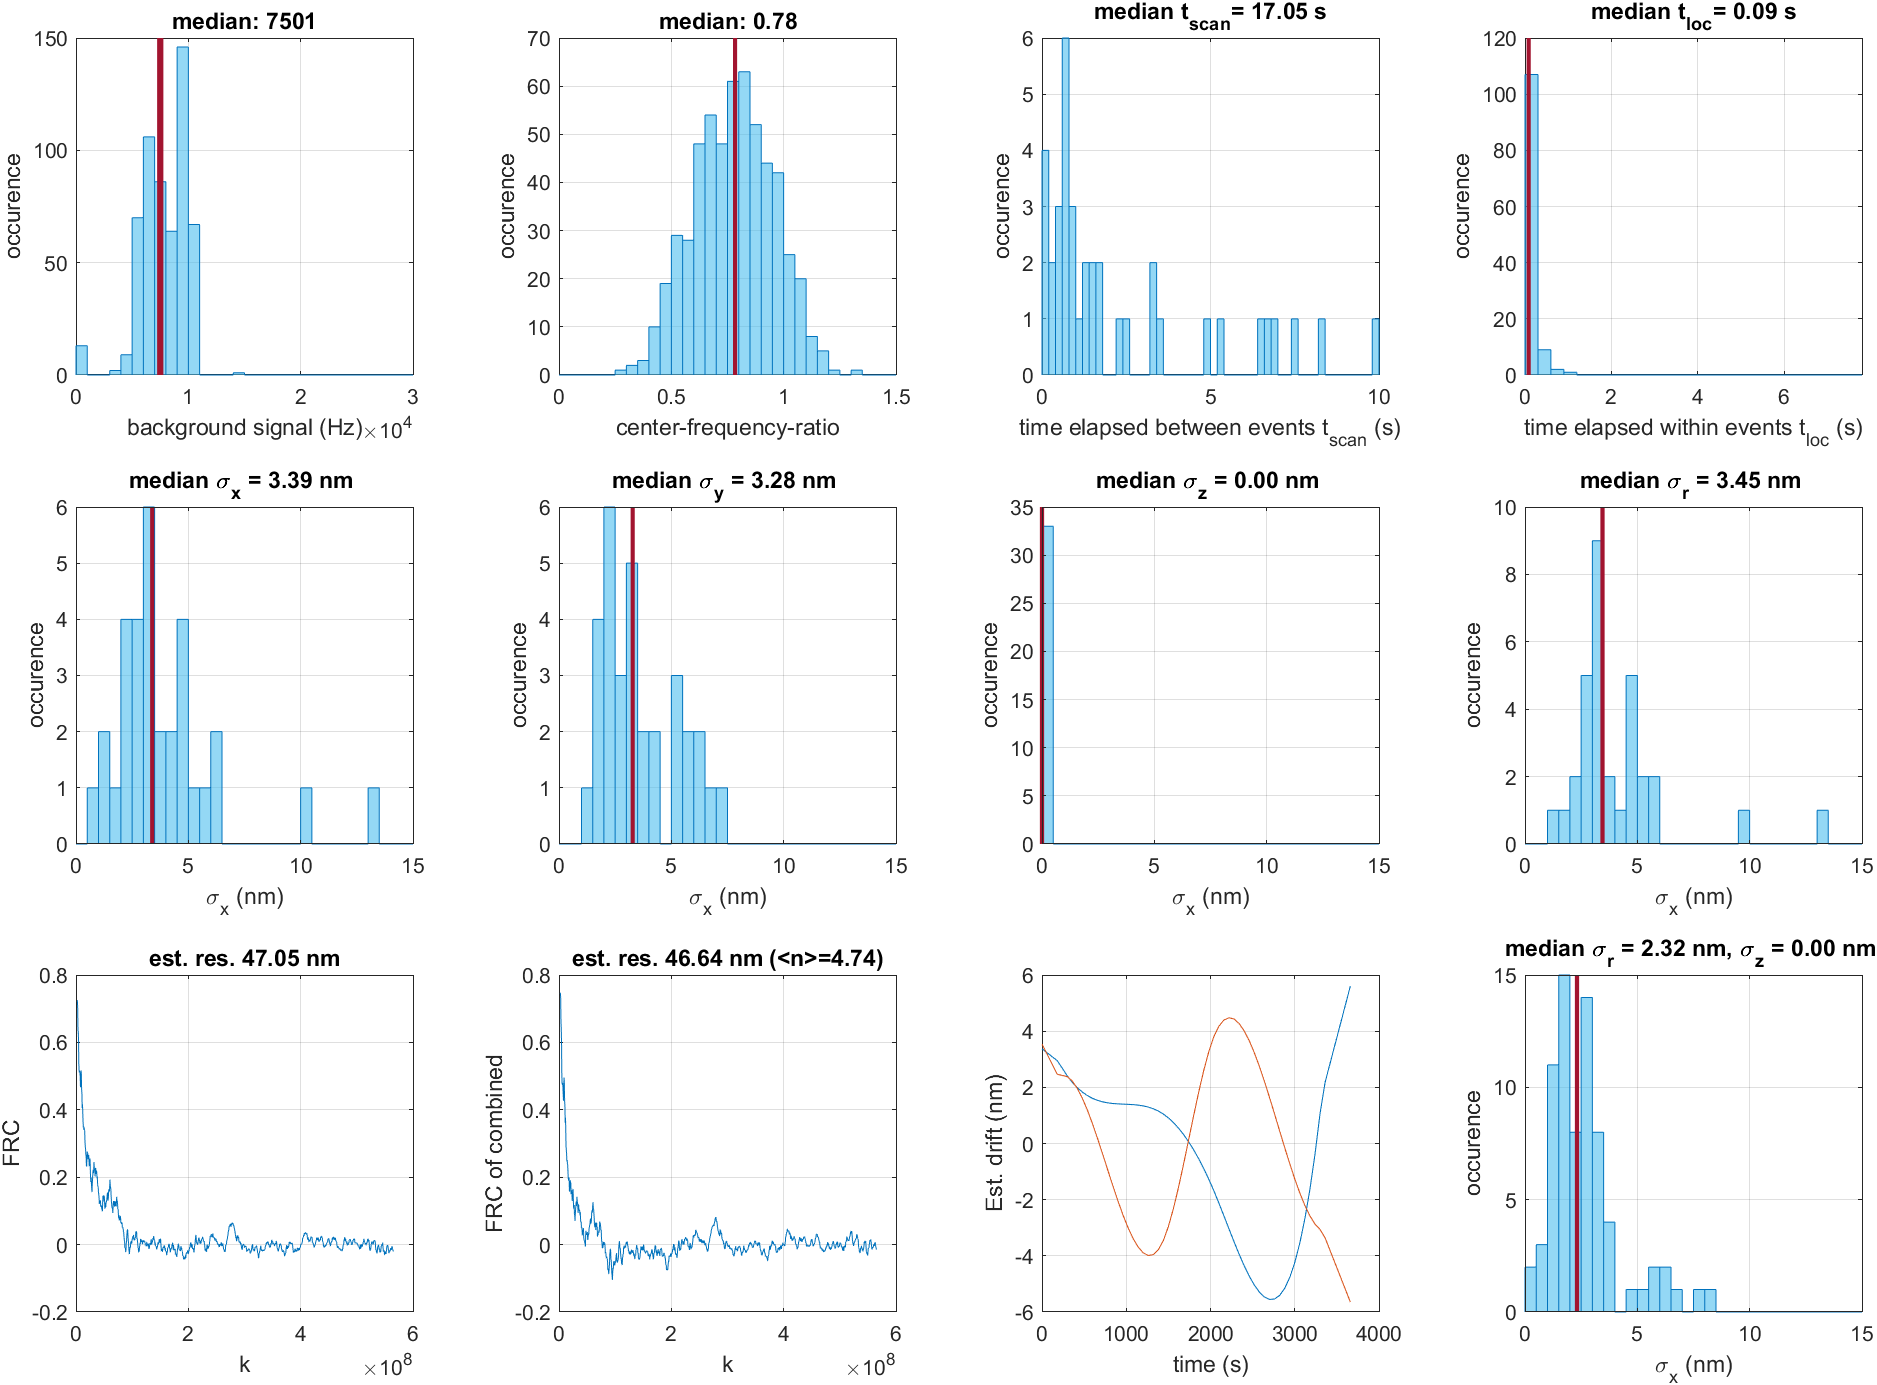 median: 7501
150
100
50
0
occurence
0 1 2 3
background signal (Hz) ×10⁴
median: 0.78
70
60
50
40
30
20
10
0
occurence
0 0.5 1 1.5
center-frequency-ratio
median t_scan= 17.05 s
6
5
4
3
2
1
0
occurence
0 5 10
time elapsed between events t_scan (s)
median t_loc= 0.09 s
120
100
80
60
40
20
0
occurence
0 2 4 6
time elapsed within events t_loc (s)
median σ_x = 3.39 nm
6
5
4
3
2
1
0
occurence
0 5 10 15
σ_x (nm)
median σ_y = 3.28 nm
6
5
4
3
2
1
0
occurence
0 5 10 15
σ_x (nm)
median σ_z = 0.00 nm
35
30
25
20
15
10
5
0
occurence
0 5 10 15
σ_x (nm)
median σ_r = 3.45 nm
10
8
6
4
2
0
occurence
0 5 10 15
σ_x (nm)
est. res. 47.05 nm
0.8
0.6
0.4
0.2
0
-0.2
FRC
0 2 4 6
k ×10⁸
est. res. 46.64 nm (<n>=4.74)
0.8
0.6
0.4
0.2
0
-0.2
FRC of combined
0 2 4 6
k ×10⁸
6
4
2
0
-2
-4
-6
Est. drift (nm)
0 1000 2000 3000 4000
time (s)
median σ_r = 2.32 nm, σ_z = 0.00 nm
15
10
5
0
occurence
0 5 10 15
σ_x (nm)